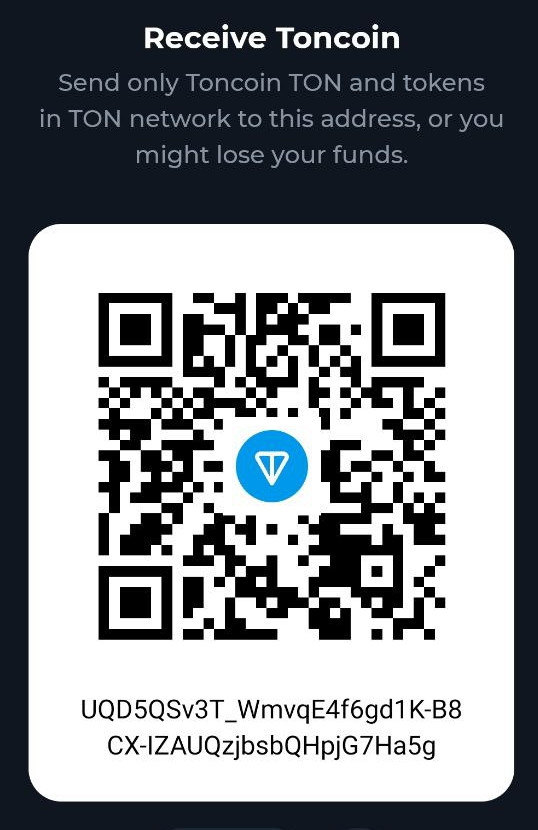 Receive Toncoin
Send only Toncoin TON and tokens
in TON network to this address, or you
might lose your funds.
UQD5QSv3T_WmvqE4f6gd1K-B8
CX-IZAUQzjbsbQHpjG7Ha5g